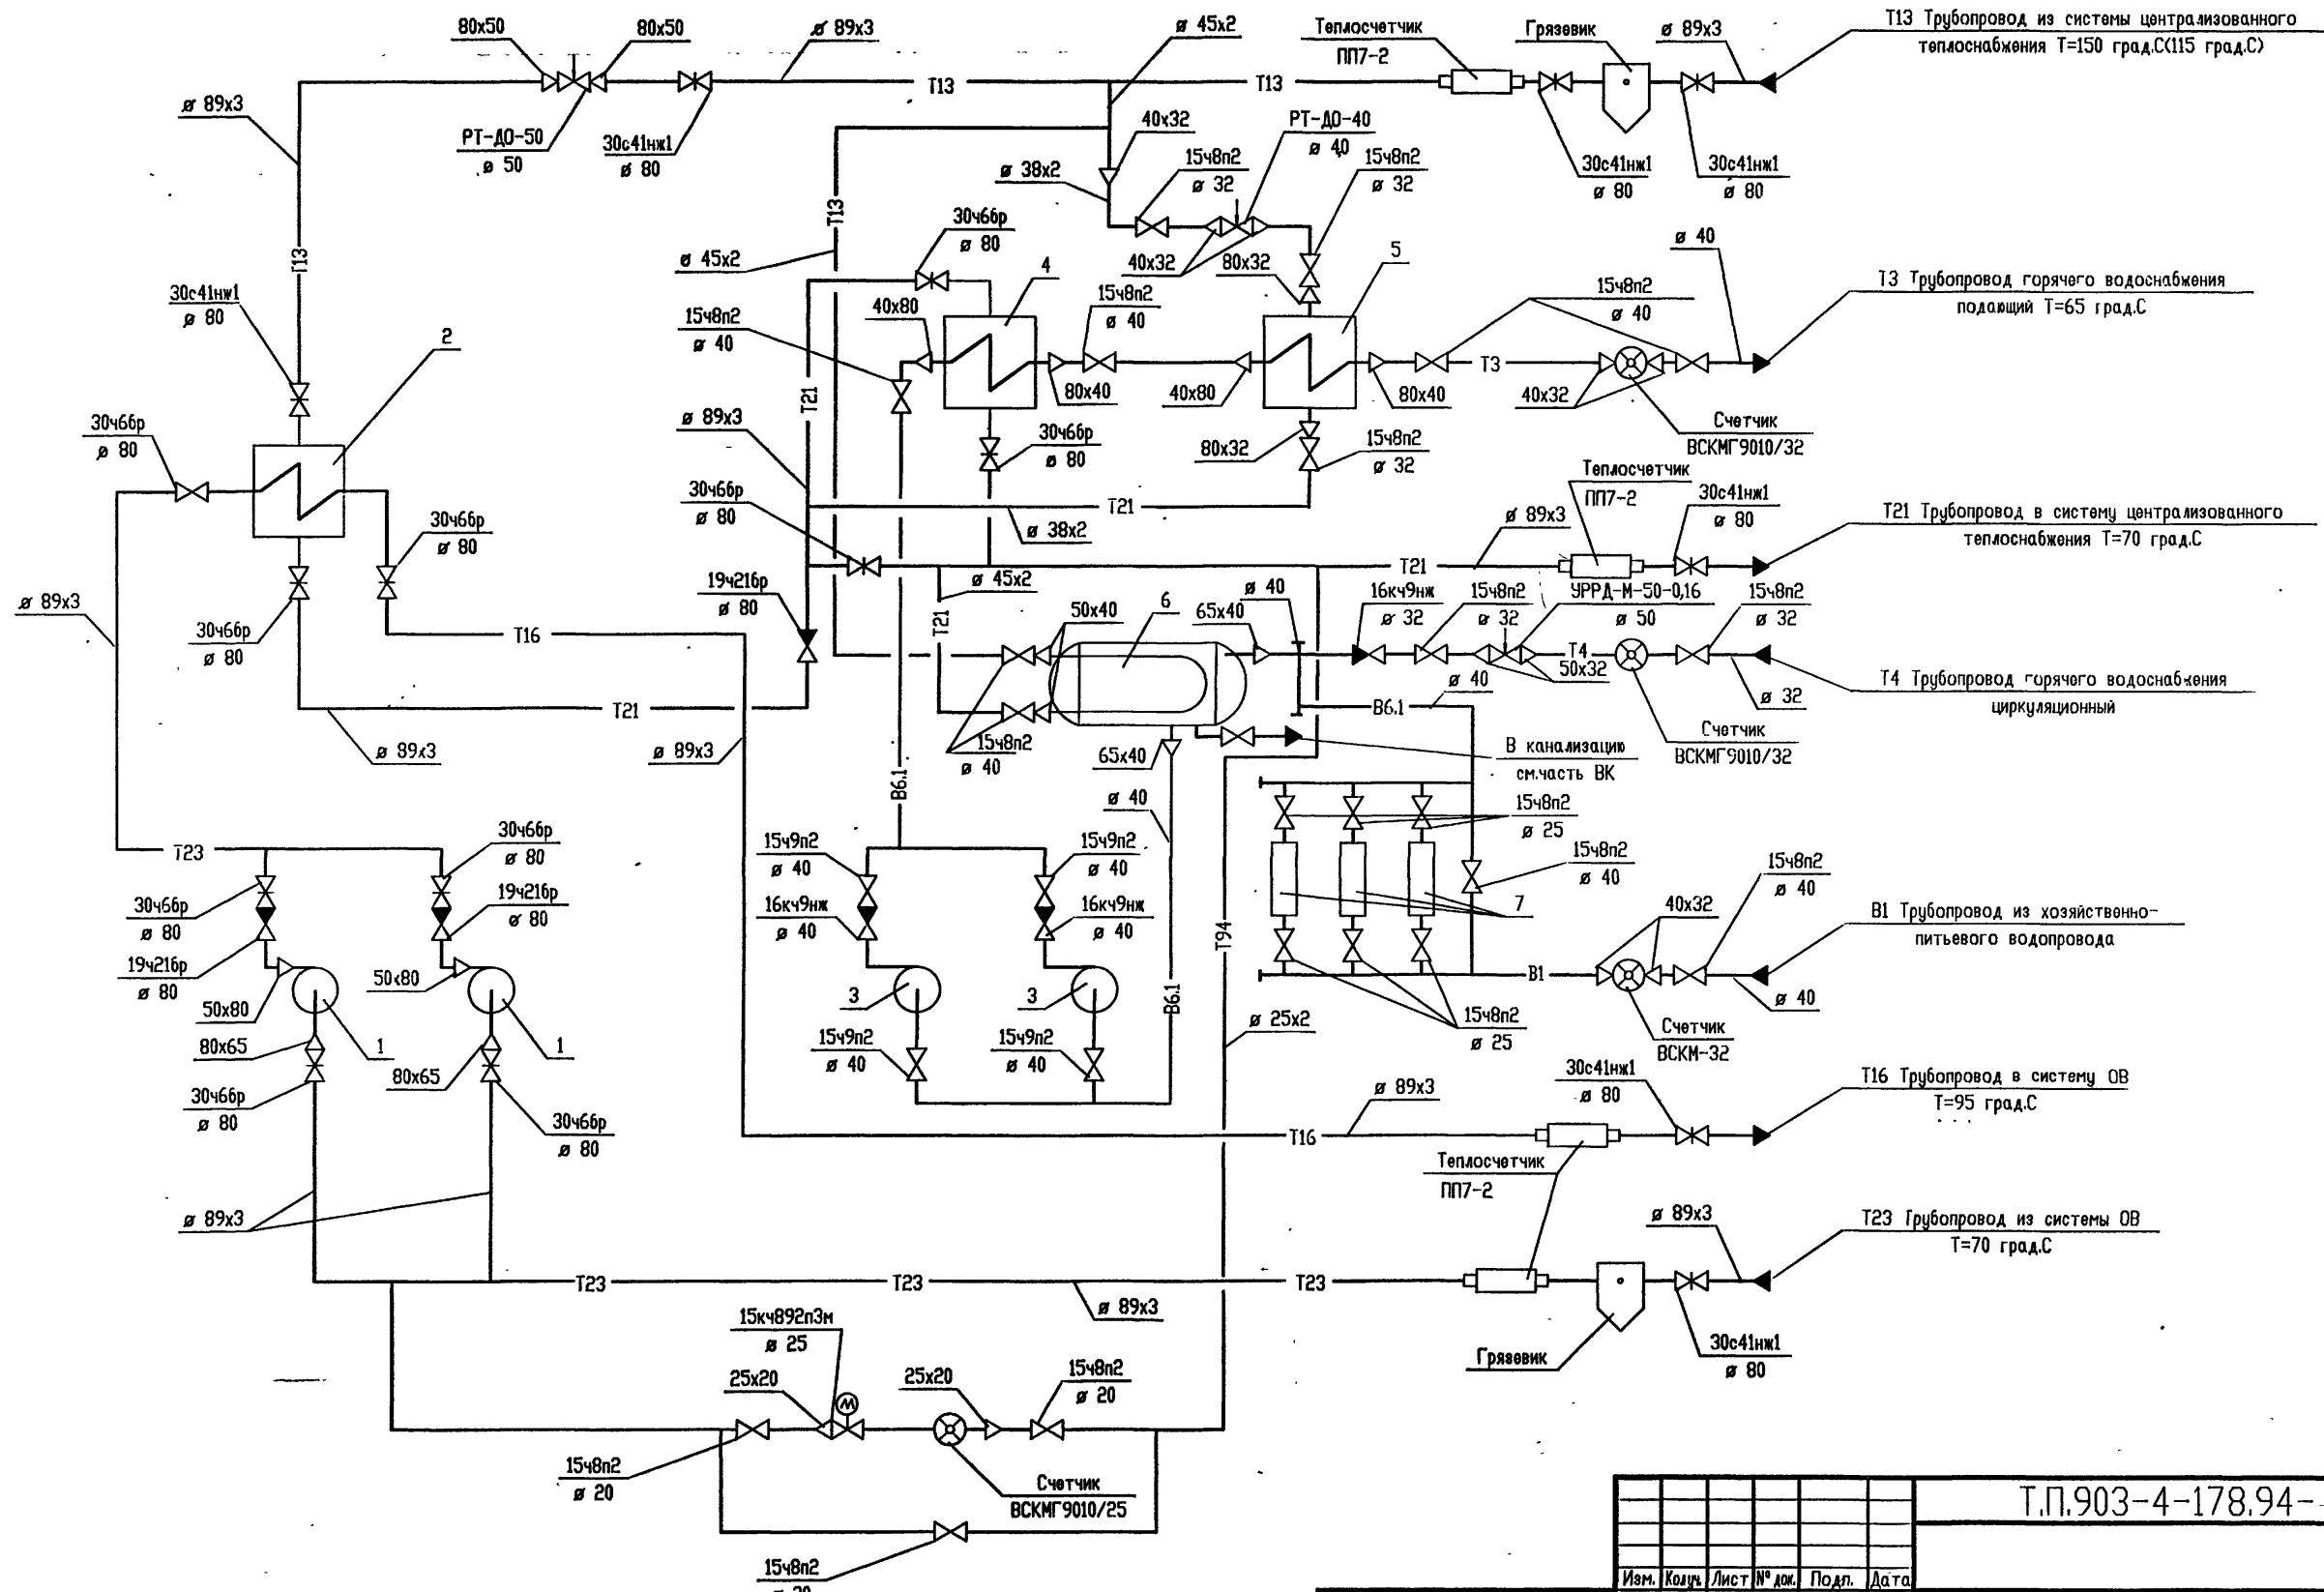 80х50
80х50
ø 89х3
ø 45х2
Теплосчетчик
ПП7-2
Грязевик
ø 89х3
Т13 Трубопровод из системы централизованного
теплоснабжения Т=150 град.С(115 град.С)
Т13
Т13
ø 89х3
РТ-ДО-50
ø 50
30с41нж1
ø 80
40х32
РТ-ДО-40
ø 40
30с41нж1
ø 80
30с41нж1
ø 80
ø 38х2
15ч8п2
ø 32
15ч8п2
ø 32
Т13
Т13
30ч6бр
ø 80
ø 45х2
4
40х32
80х32
5
ø 40
Т3 Трубопровод горячего водоснабжения
подающий Т=65 град.С
30с41нж1
ø 80
2
15ч8п2
ø 40
40х80
15ч8п2
ø 40
15ч8п2
ø 40
Т3
Т21
80х40
40х80
80х40
40х32
Счетчик
ВСКМГ9010/32
30ч6бр
ø 80
ø 89х3
30ч6бр
ø 80
80х32
15ч8п2
ø 32
30ч6бр
ø 80
30ч6бр
ø 80
Т21
ø 38х2
Теплосчетчик
ПП7-2
30с41нж1
ø 80
ø 89х3
Т21 Трубопровод в систему централизованного
теплоснабжения Т=70 град.С
Т21
ø 89х3
19ч21бр
ø 80
ø 45х2
50х40
6
65х40
ø 40
16кч9нж
ø 32
15ч8п2
ø 32
УРРД-М-50-0,16
ø 50
15ч8п2
ø 32
30ч6бр
ø 80
Т16
Т21
Т4
50х32
ø 32
Т4 Трубопровод горячего водоснабжения
циркуляционный
Т21
ø 89х3
ø 89х3
15ч8п2
ø 40
65х40
В6.1
ø 40
Счетчик
ВСКМГ9010/32
В канализацию
см.часть ВК
В6.1
ø 40
15ч8п2
ø 25
Т23
30ч6бр
ø 80
15ч9п2
ø 40
15ч9п2
ø 40
15ч8п2
ø 40
15ч8п2
ø 40
30ч6бр
ø 80
19ч21бр
ø 80
16кч9нж
ø 40
16кч9нж
ø 40
7
40х32
В1 Трубопровод из хозяйственно-
питьевого водопровода
Т94
19ч21бр
ø 80
50х80
50х80
3
3
В6.1
В1
ø 40
80х65
1
80х65
1
15ч9п2
ø 40
15ч9п2
ø 40
ø 25х2
15ч8п2
ø 25
Счетчик
ВСКМ-32
30ч6бр
ø 80
30ч6бр
ø 80
ø 89х3
30с41нж1
ø 80
Т16 Трубопровод в систему ОВ
Т=95 град.С
Т16
Теплосчетчик
ПП7-2
ø 89х3
ø 89х3
Т23 Трубопровод из системы ОВ
Т=70 град.С
Т23
Т23
Т23
ø 89х3
15кч892п3м
ø 25
Грязевик
30с41нж1
ø 80
25х20
25х20
15ч8п2
ø 20
М
15ч8п2
ø 20
Счетчик
ВСКМГ9010/25
15ч8п2
Т.П.903-4-178.94-
Изм. Кол.уч Лист № док. Подп. Дата